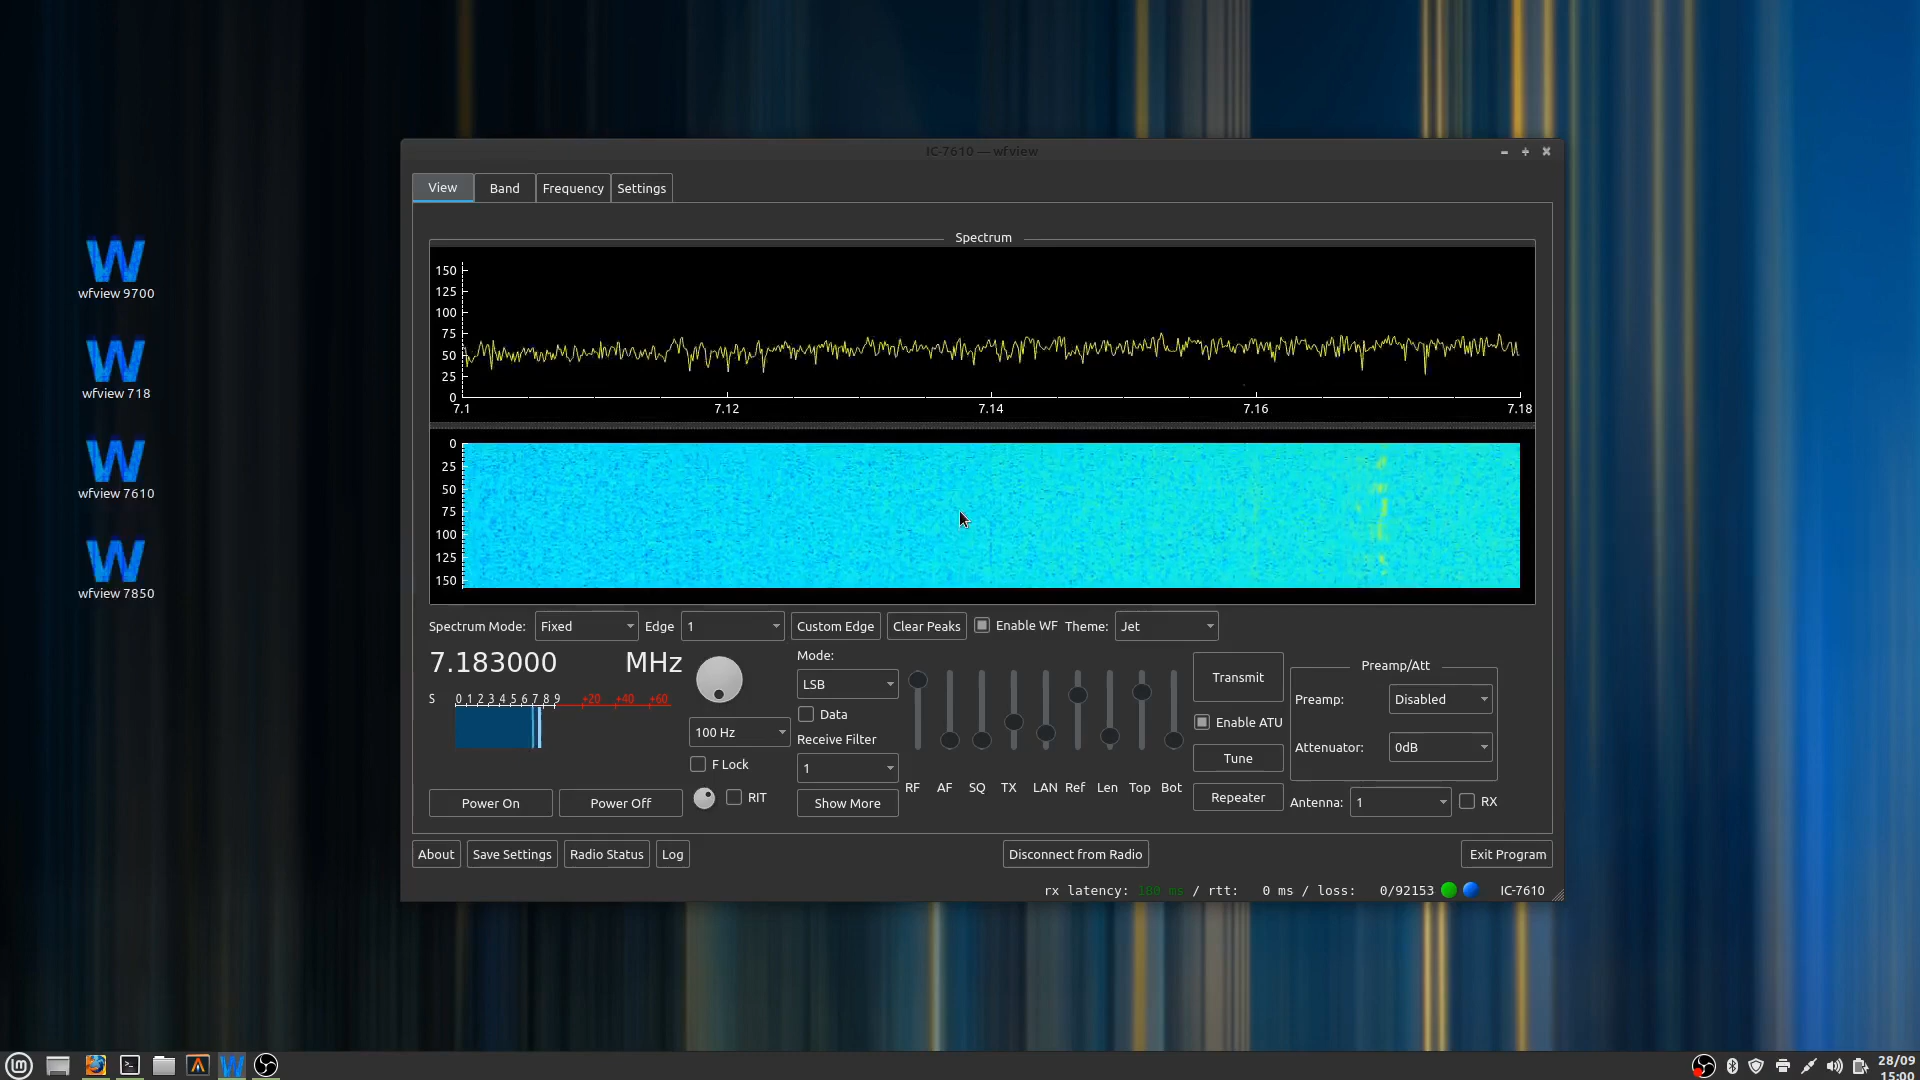 IC-7610 — wfview
View Band Frequency Settings
Spectrum
150
125
100
75
50
25
0
7.1 7.12 7.14 7.16 7.18
0
25
50
75
100
125
150
Spectrum Mode: Fixed Edge 1 Custom Edge Clear Peaks Enable WF Theme: Jet
7.183000 MHz
S 0 1 2 3 4 5 6 7 8 9 +20 +40 +60
100 Hz
F Lock
RIT
Power On Power Off
Mode:
LSB
Data
Receive Filter
1
Show More
RF AF SQ TX LAN Ref Len Top Bot
Transmit
Enable ATU
Tune
Repeater
Preamp/Att
Preamp: Disabled
Attenuator: 0dB
Antenna: 1 RX
About Save Settings Radio Status Log Disconnect from Radio Exit Program
rx latency: 180 ms / rtt: 0 ms / loss: 0/92153 IC-7610
wfview 9700
wfview 718
wfview 7610
wfview 7850
28/09
15:00